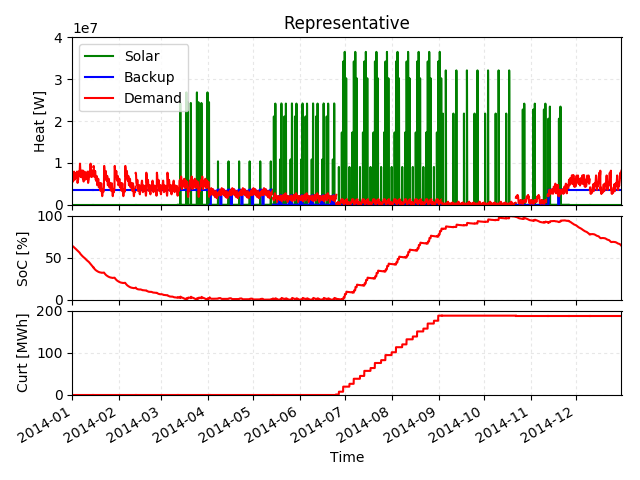 Representative
1e7
4
3
2
1
0
Heat [W]
Solar
Backup
Demand
100
50
0
SoC [%]
200
100
0
Curt [MWh]
2014-01
2014-02
2014-03
2014-04
2014-05
2014-06
2014-07
2014-08
2014-09
2014-10
2014-11
2014-12
Time